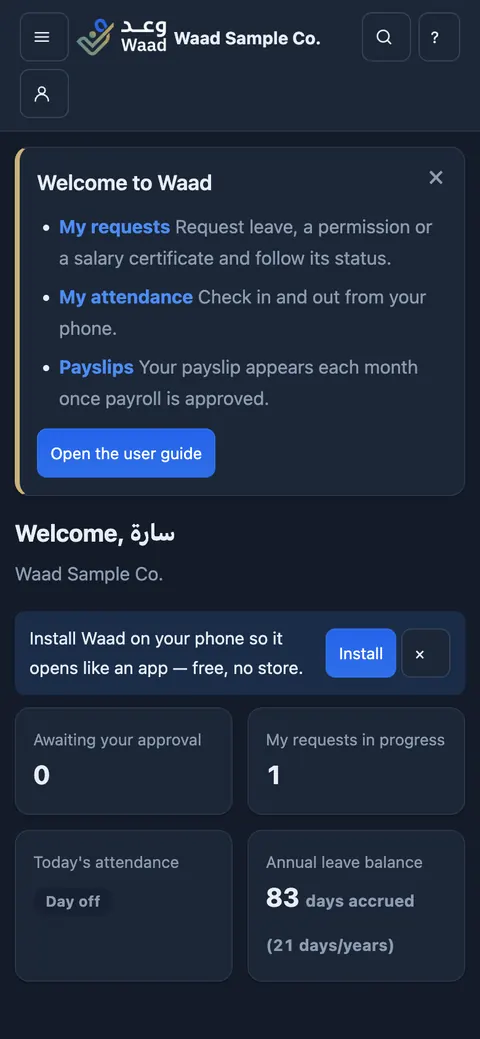 وعد
Waad
Waad Sample Co.
?
Welcome to Waad
×
• My requests Request leave, a permission or
a salary certificate and follow its status.
• My attendance Check in and out from your
phone.
• Payslips Your payslip appears each month
once payroll is approved.
Open the user guide
Welcome, سارة
Waad Sample Co.
Install Waad on your phone so it
opens like an app — free, no store.
Install
×
Awaiting your approval
0
My requests in progress
1
Today's attendance
Day off
Annual leave balance
83 days accrued
(21 days/years)